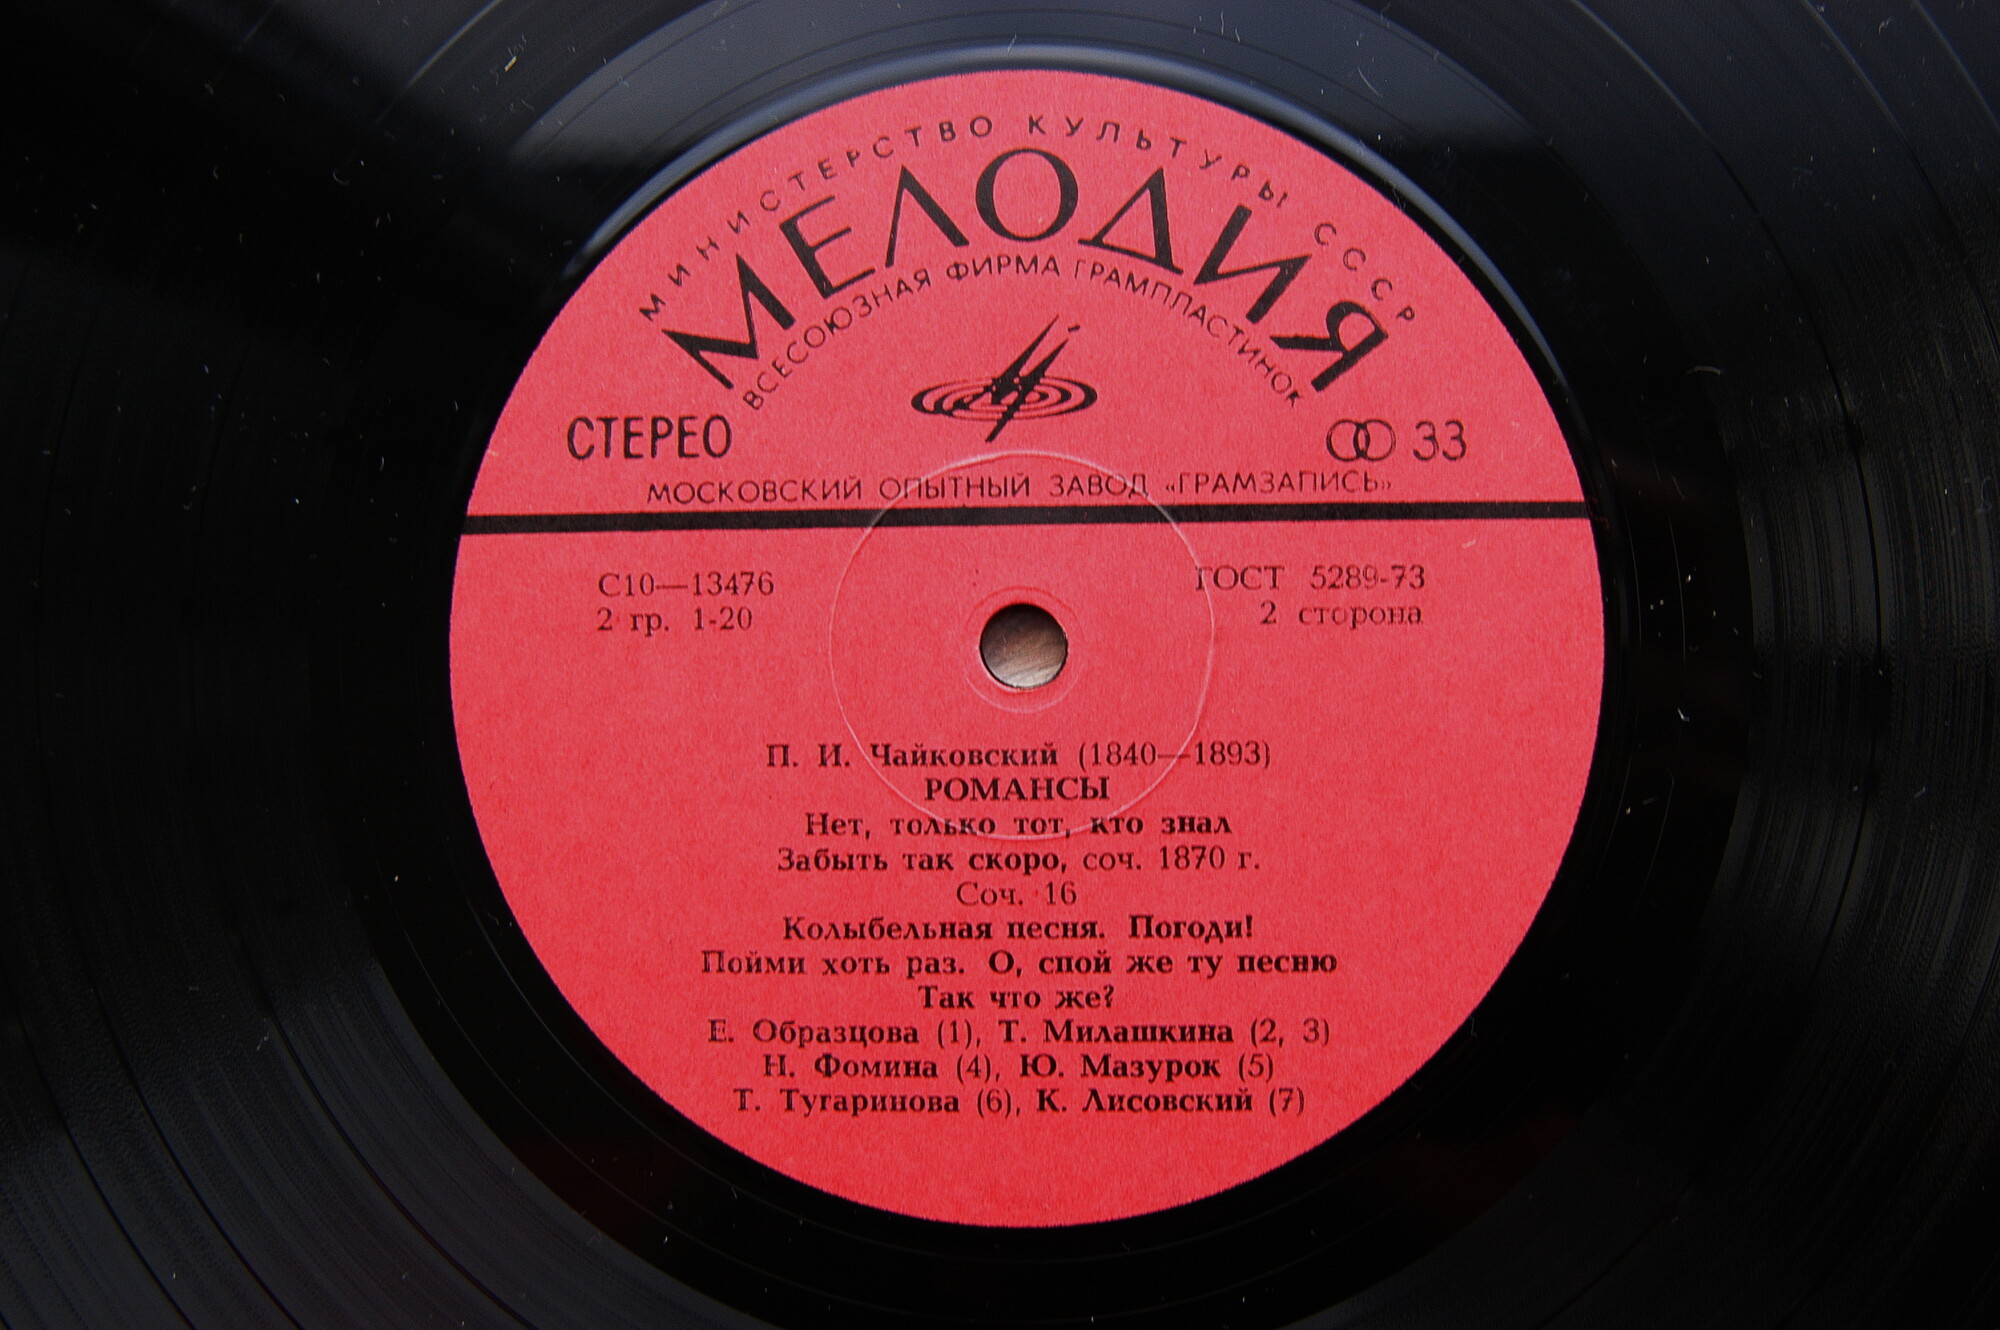 МИНИСТЕРСТВО КУЛЬТУРЫ СССР
МЕЛОДИЯ
ВСЕСОЮЗНАЯ ФИРМА ГРАМПЛАСТИНОК
СТЕРЕО
33
МОСКОВСКИЙ ОПЫТНЫЙ ЗАВОД «ГРАМЗАПИСЬ»
С10—13476
2 гр. 1-20
ГОСТ 5289-73
2 сторона
П. И. Чайковский (1840—1893)
РОМАНСЫ
Нет, только тот, кто знал
Забыть так скоро, соч. 1870 г.
Соч. 16
Колыбельная песня. Погоди!
Пойми хоть раз. О, спой же ту песню
Так что же?
Е. Образцова (1), Т. Милашкина (2, 3)
Н. Фомина (4), Ю. Мазурок (5)
Т. Тугаринова (6), К. Лисовский (7)